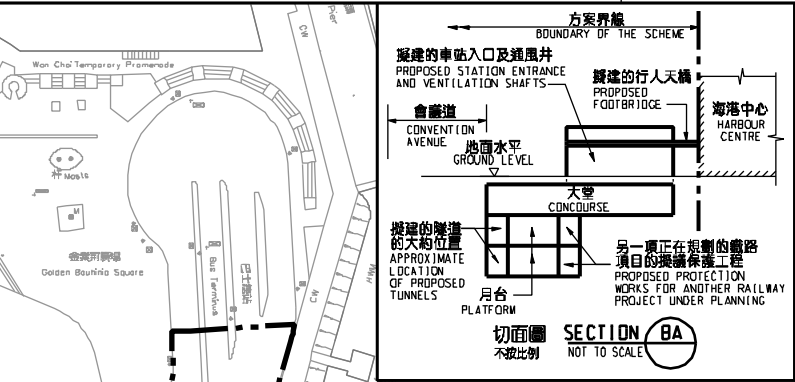 Pier
CW
Wan Chai Temporary Promenade
Masts
M
金紫荊廣場
Golden Bauhinia Square
Bus Terminus
巴士總站
CW
HWM
方案界線
BOUNDARY OF THE SCHEME
擬建的車站入口及通風井
PROPOSED STATION ENTRANCE
AND VENTILATION SHAFTS
擬建的行人天橋
PROPOSED
FOOTBRIDGE
海港中心
HARBOUR
CENTRE
會議道
CONVENTION
AVENUE
地面水平
GROUND LEVEL
大堂
CONCOURSE
擬建的隧道
的大約位置
APPROXIMATE
LOCATION
OF PROPOSED
TUNNELS
月台
PLATFORM
另一項正在規劃的鐵路
項目的擬議保護工程
PROPOSED PROTECTION
WORKS FOR ANOTHER RAILWAY
PROJECT UNDER PLANNING
切面圖 SECTION 8A
不按比例 NOT TO SCALE